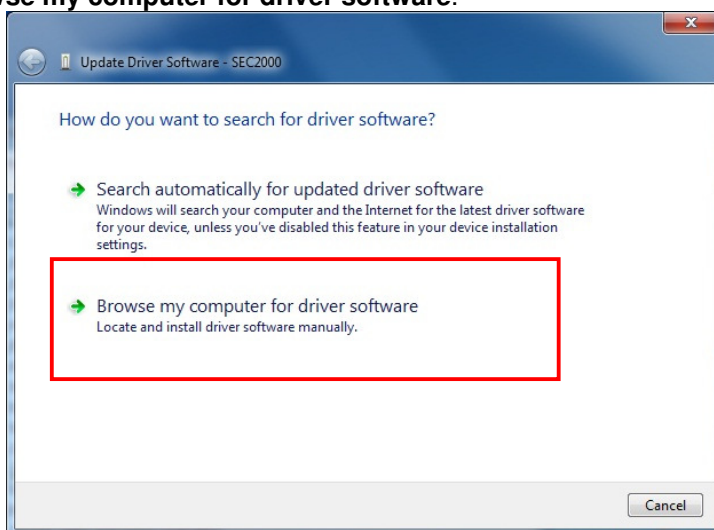 se my computer for driver software.
Update Driver Software - SEC2000
How do you want to search for driver software?
Search automatically for updated driver software
Windows will search your computer and the Internet for the latest driver software
for your device, unless you've disabled this feature in your device installation
settings.
Browse my computer for driver software
Locate and install driver software manually.
Cancel